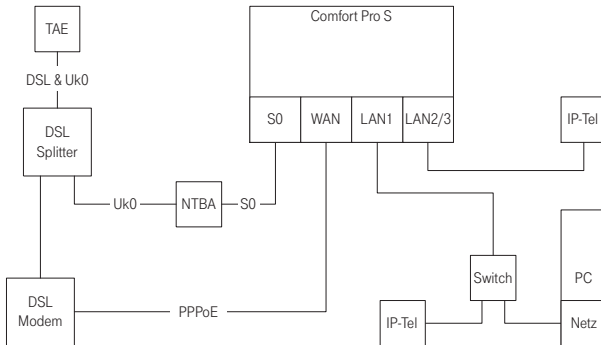 TAE
Comfort Pro S
DSL & Uk0
S0
WAN
LAN1
LAN2/3
IP-Tel
DSL
Splitter
Uk0
NTBA
S0
Switch
PC
DSL
Modem
PPPoE
IP-Tel
Netz